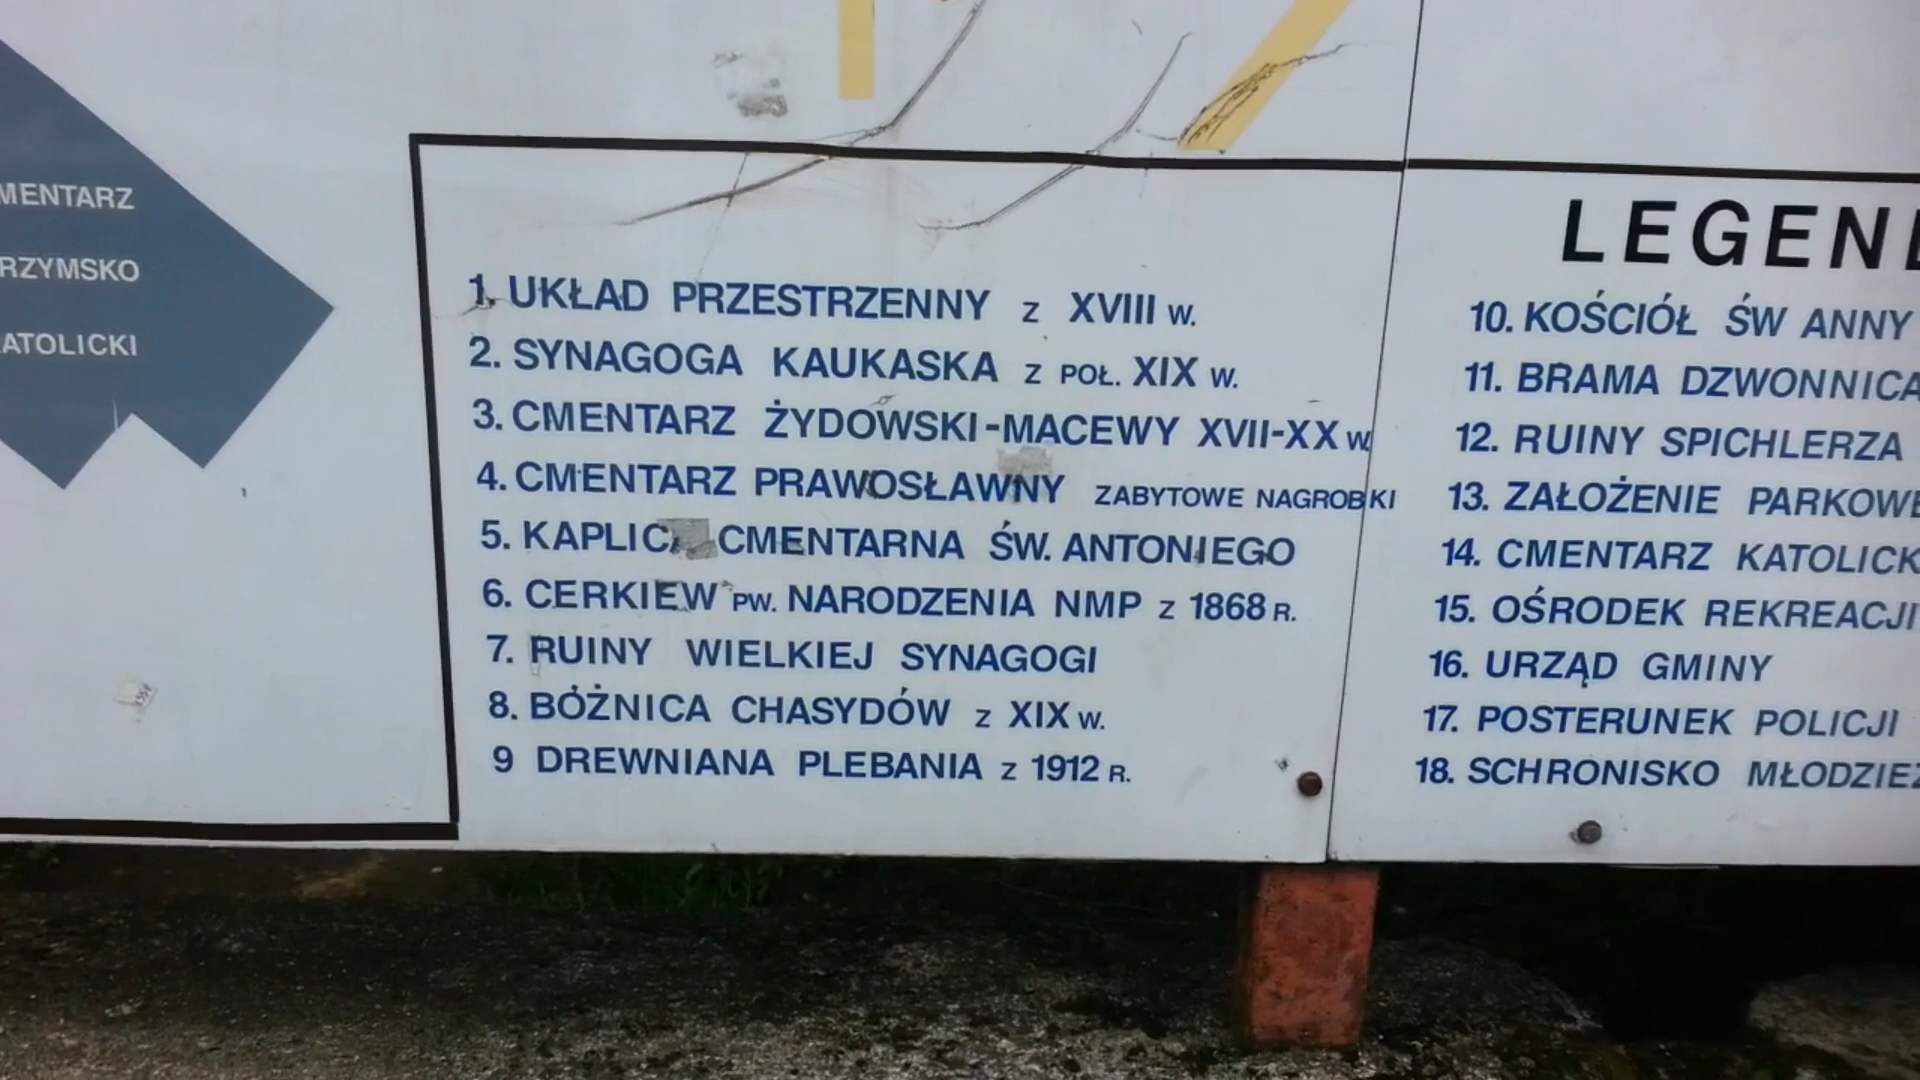 MENTARZ
RZYMSKO
ATOLICKI
1. UKŁAD PRZESTRZENNY Z XVIII W.
2. SYNAGOGA KAUKASKA Z POŁ. XIX W.
3. CMENTARZ ŻYDOWSKI-MACEWY XVII-XX W
4. CMENTARZ PRAWOSŁAWNY ZABYTOWE NAGROBKI
5. KAPLICA CMENTARNA ŚW. ANTONIEGO
6. CERKIEW PW. NARODZENIA NMP Z 1868 R.
7. RUINY WIELKIEJ SYNAGOGI
8. BÓŻNICA CHASYDÓW Z XIX W.
9 DREWNIANA PLEBANIA Z 1912 R.
LEGEN
10. KOŚCIÓŁ ŚW ANNY
11. BRAMA DZWONNICA
12. RUINY SPICHLERZA
13. ZAŁOŻENIE PARKOWE
14. CMENTARZ KATOLICK
15. OŚRODEK REKREACJI
16. URZĄD GMINY
17. POSTERUNEK POLICJI
18. SCHRONISKO MŁODZIEŻ